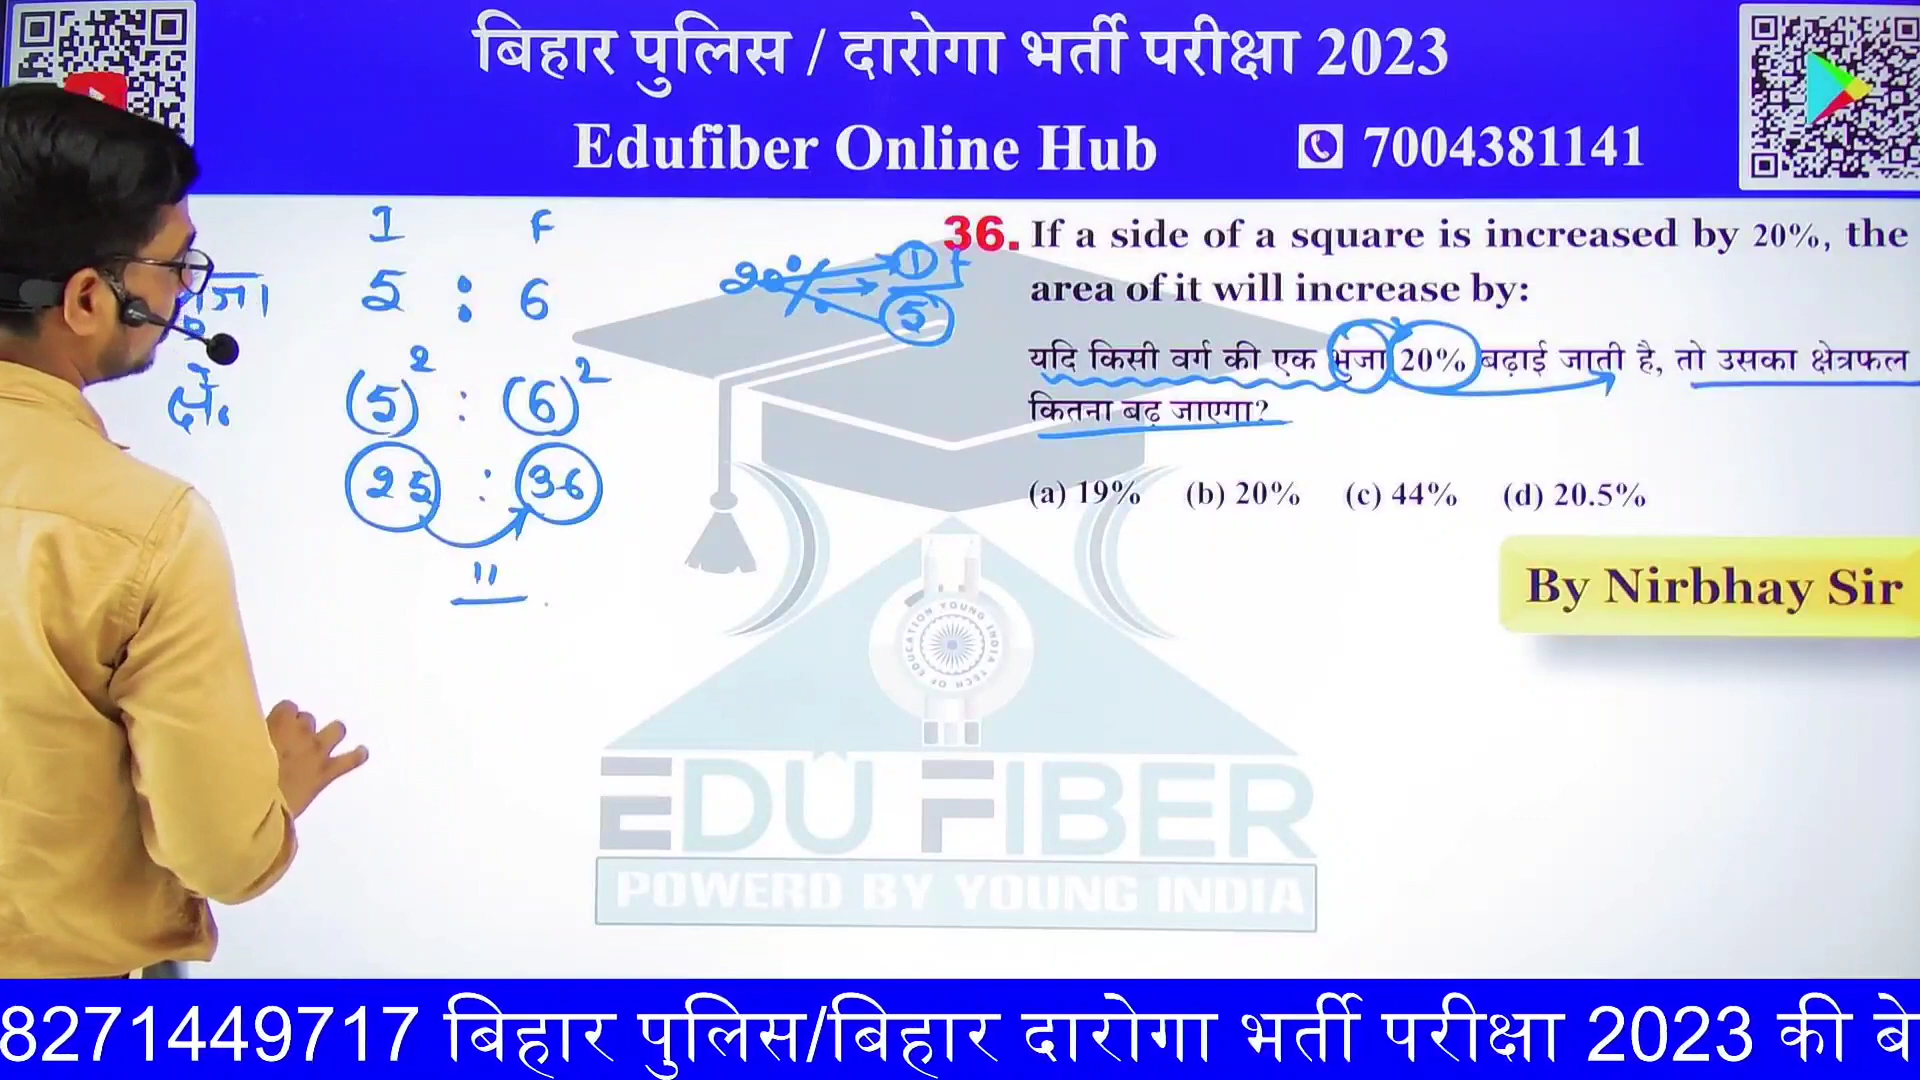 बिहार पुलिस / दारोगा भर्ती परीक्षा 2023
Edufiber Online Hub 7004381141
I F
5 : 6
क्षे.
(5)² : (6)²
25 : 36
11
20% 1
5
36. If a side of a square is increased by 20%, the
area of it will increase by:
यदि किसी वर्ग की एक भुजा 20% बढ़ाई जाती है, तो उसका क्षेत्रफल
कितना बढ़ जाएगा?
(a) 19% (b) 20% (c) 44% (d) 20.5%
By Nirbhay Sir
EDUCATION YOUNG INDIA
EDU FIBER
POWERD BY YOUNG INDIA
8271449717 बिहार पुलिस/बिहार दारोगा भर्ती परीक्षा 2023 की बे